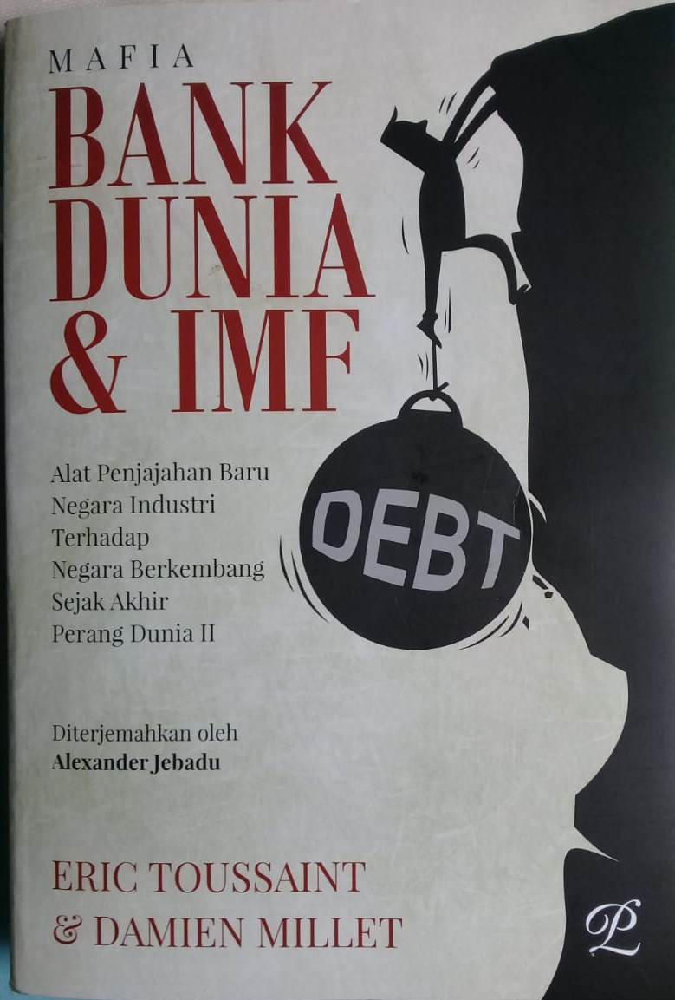 MAFIA
BANK
DUNIA
& IMF
Alat Penjajahan Baru
Negara Industri
Terhadap
Negara Berkembang
Sejak Akhir
Perang Dunia II
DEBT
Diterjemahkan oleh
Alexander Jebadu
ERIC TOUSSAINT
& DAMIEN MILLET
PL